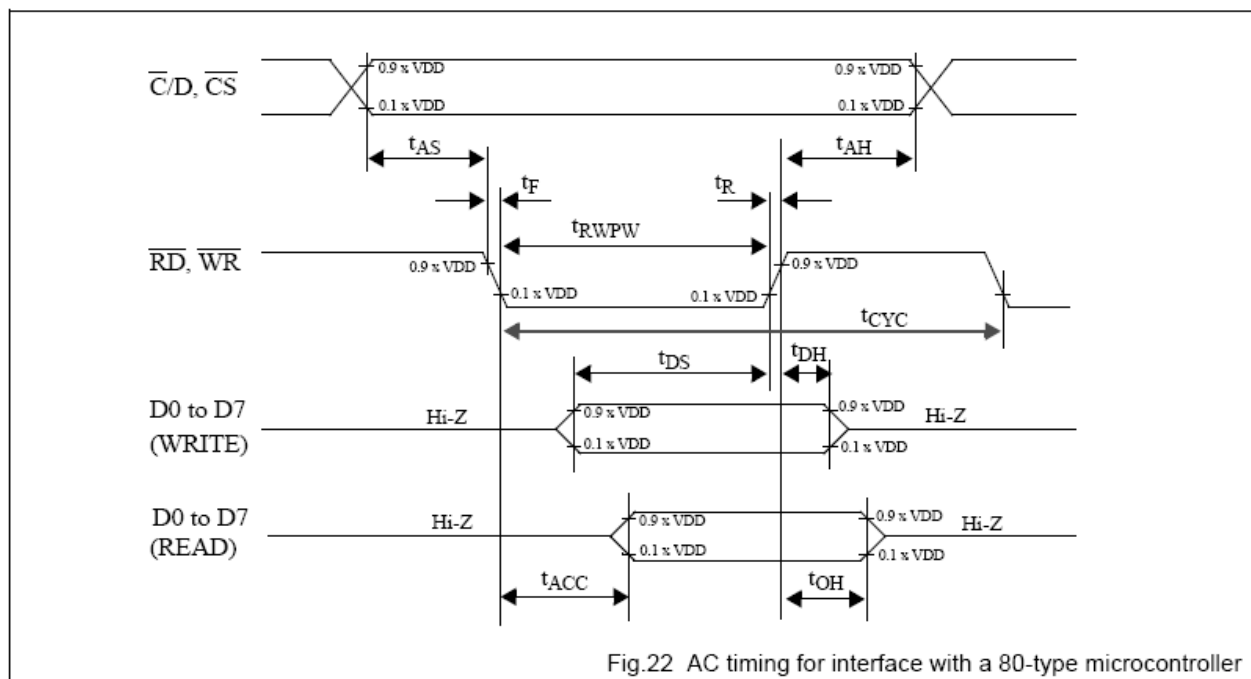 C̅/D, C̅S̅
0.9 x VDD 0.9 x VDD
0.1 x VDD 0.1 x VDD
tAS tAH
tF tR
tRWPW
R̅D̅, W̅R̅
0.9 x VDD 0.9 x VDD
0.1 x VDD 0.1 x VDD
tCYC
tDS tDH
D0 to D7
(WRITE)
Hi-Z 0.9 x VDD 0.9 x VDD Hi-Z
0.1 x VDD 0.1 x VDD
D0 to D7
(READ)
Hi-Z 0.9 x VDD 0.9 x VDD Hi-Z
0.1 x VDD 0.1 x VDD
tACC tOH
Fig.22 AC timing for interface with a 80-type microcontroller